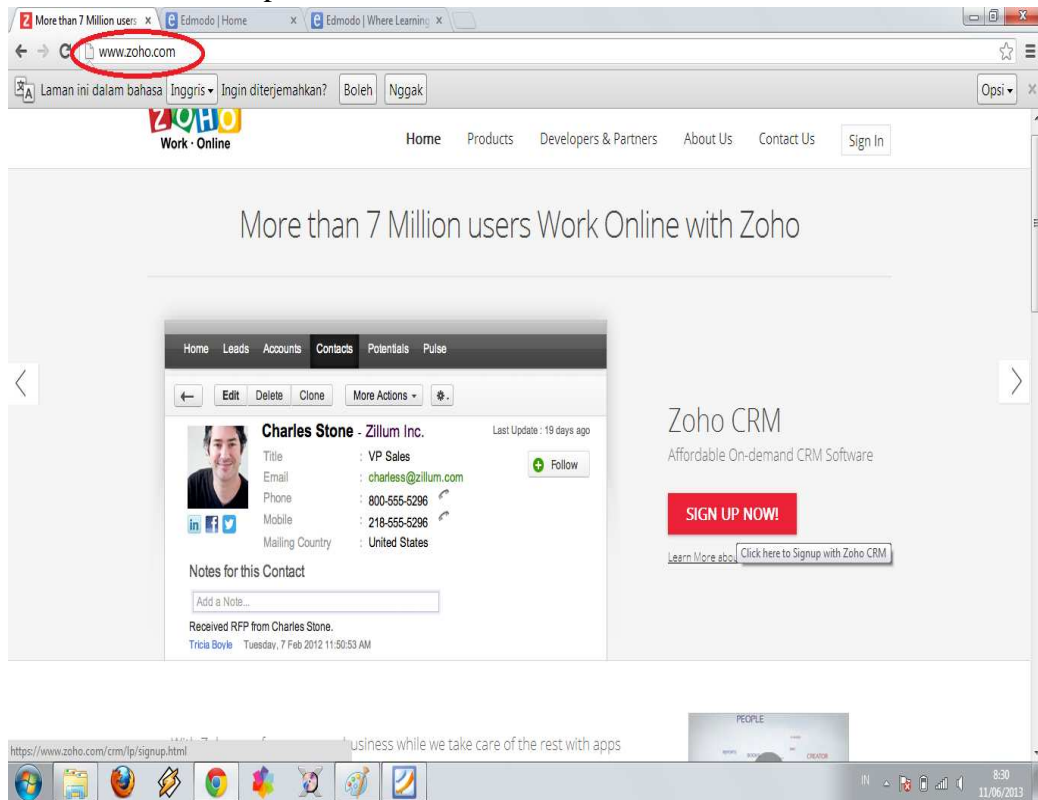 More than 7 Million users
Edmodo | Home
Edmodo | Where Learning
www.zoho.com
Laman ini dalam bahasa Inggris Ingin diterjemahkan? Boleh Nggak Opsi
ZOHO
Work · Online
Home Products Developers & Partners About Us Contact Us Sign In
More than 7 Million users Work Online with Zoho
Home Leads Accounts Contacts Potentials Pulse
Edit Delete Clone More Actions
Charles Stone - Zillum Inc.
Last Update : 19 days ago
Title : VP Sales
Follow
Email : charless@zillum.com
Phone : 800-555-5296
Mobile : 218-555-5296
Mailing Country : United States
in f
Notes for this Contact
Add a Note...
Received RFP from Charles Stone.
Tricia Boyle Tuesday, 7 Feb 2012 11:50:53 AM
Zoho CRM
Affordable On-demand CRM Software
SIGN UP NOW!
Learn More
Click here to Signup with Zoho CRM
PEOPLE
CREATOR
take care of the rest with apps
https://www.zoho.com/crm/lp/signup.html
IN
8:30
11/06/2013